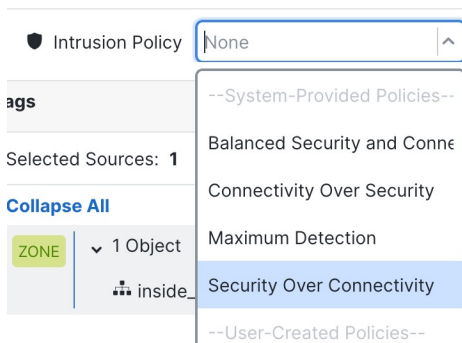 Intrusion Policy None
--System-Provided Policies--
ags
Balanced Security and Conne
Selected Sources: 1
Connectivity Over Security
Collapse All
Maximum Detection
ZONE 1 Object
Security Over Connectivity
inside_
--User-Created Policies--